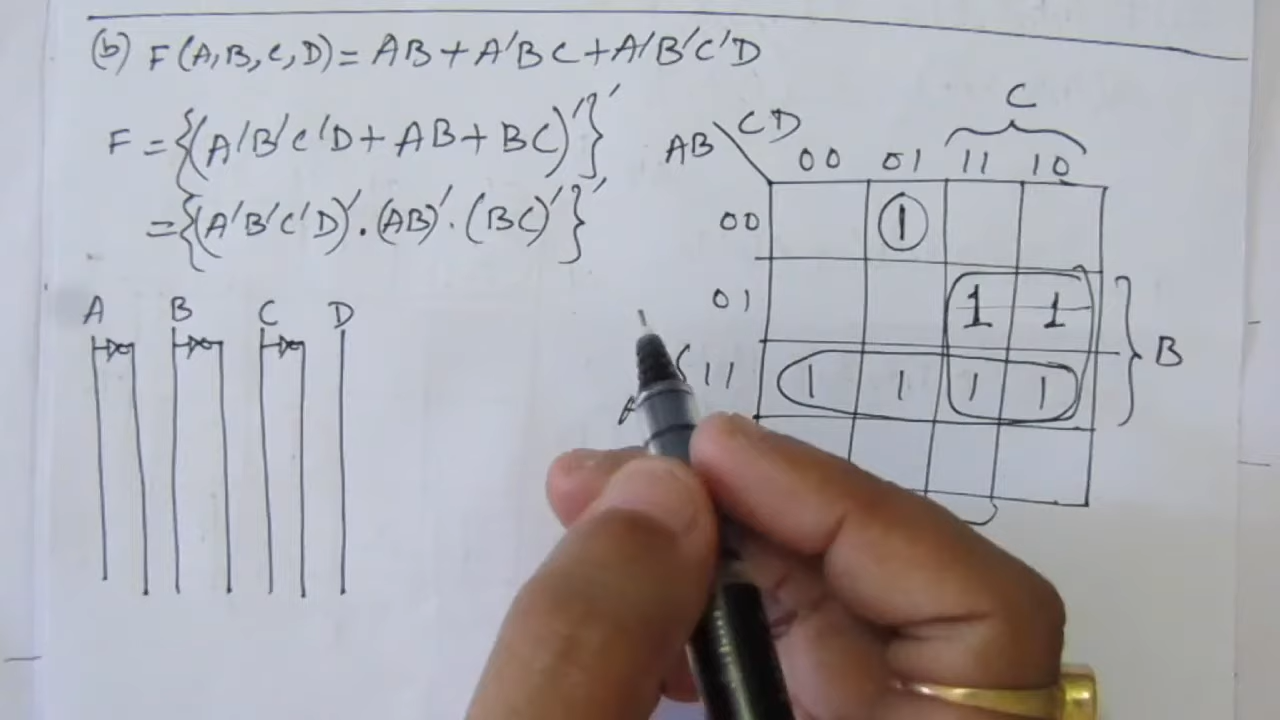 (b) F(A,B,C,D) = AB + A'BC + A'B'C'D
F = {(A'B'C'D + AB + BC)'}'
= {(A'B'C'D)'.(AB)'.(BC)'}'
A B C D
C
AB CD
00 01 11 10
00 1
01 1 1
B
11 1 1 1 1